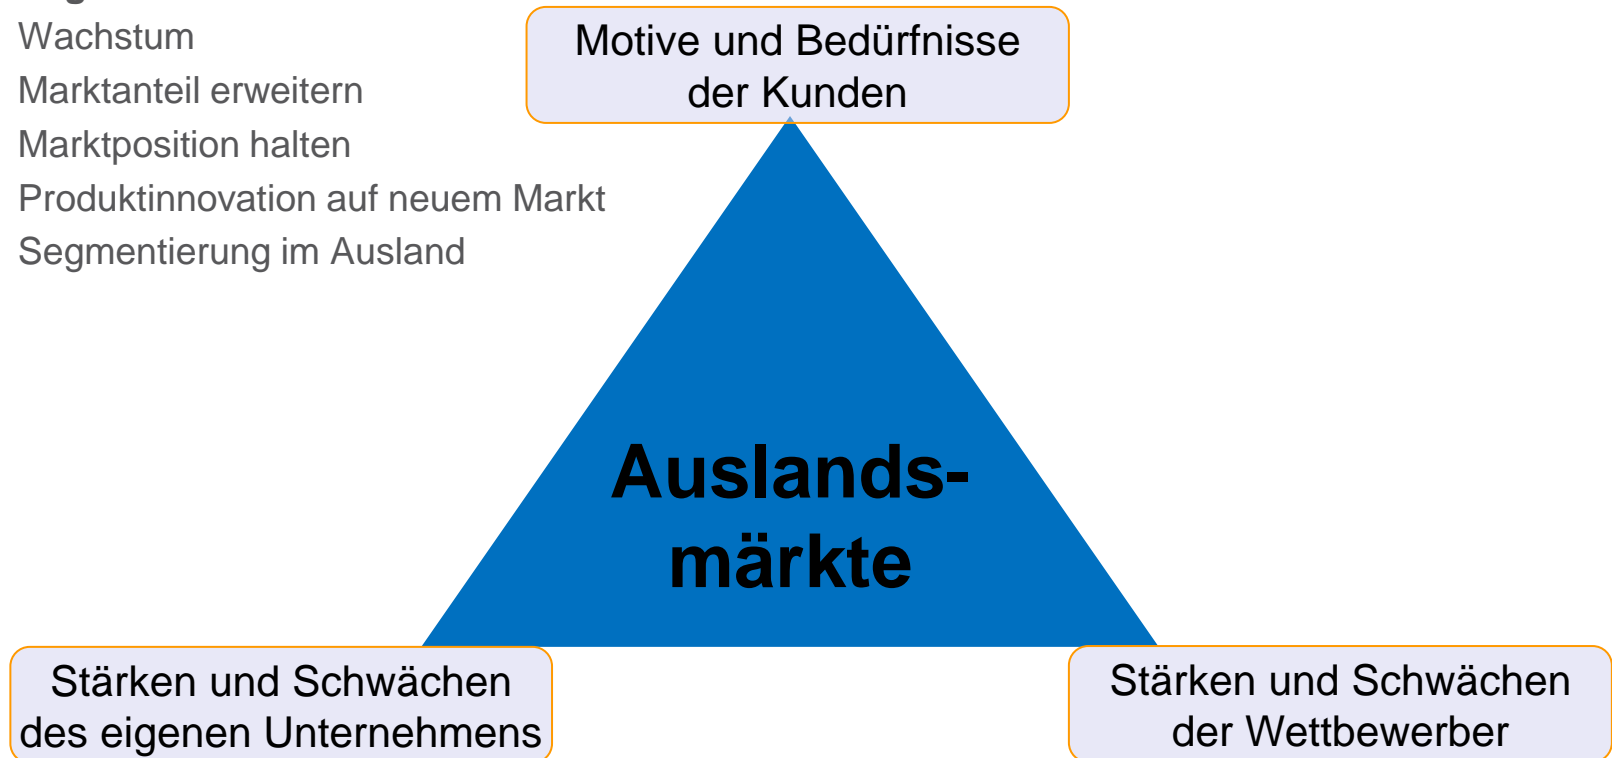 Wachstum
Marktanteil erweitern
Marktposition halten
Produktinnovation auf neuem Markt
Segmentierung im Ausland
Motive und Bedürfnisse
der Kunden
Auslands-
märkte
Stärken und Schwächen
des eigenen Unternehmens
Stärken und Schwächen
der Wettbewerber